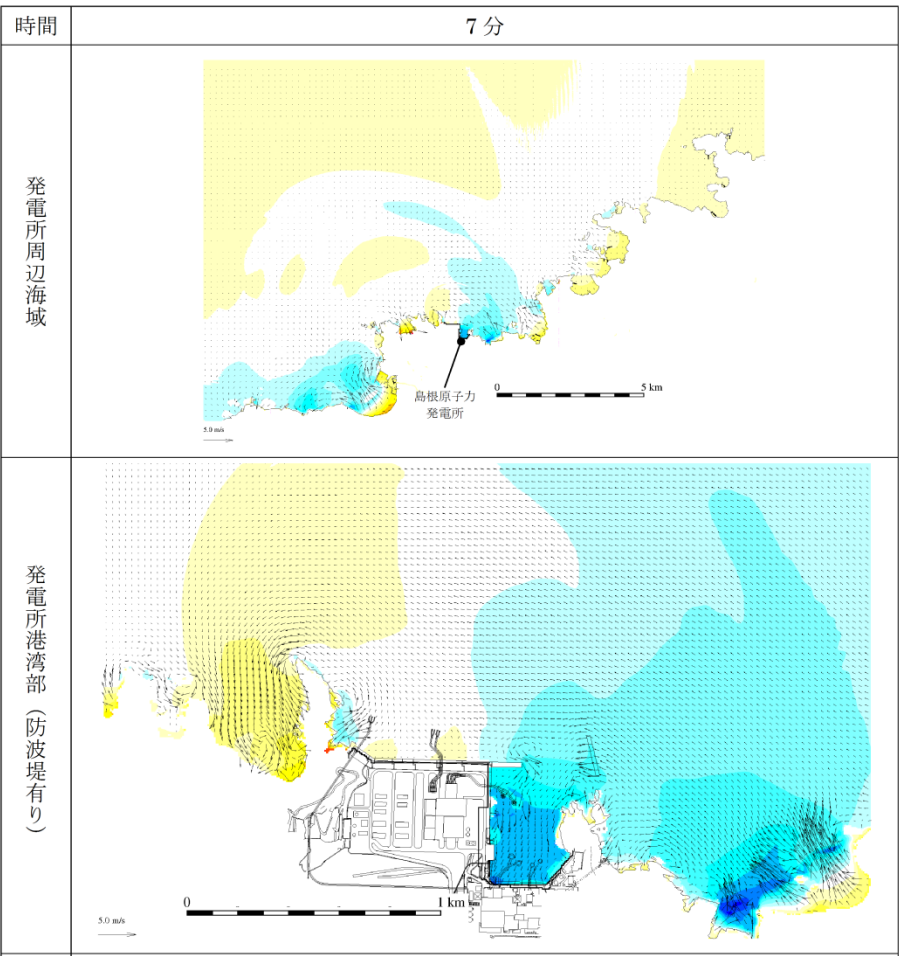 時間
7分
発電所周辺海域
島根原子力
発電所
0 5 km
5.0 m/s
発電所港湾部（防波堤有り）
0 1 km
5.0 m/s